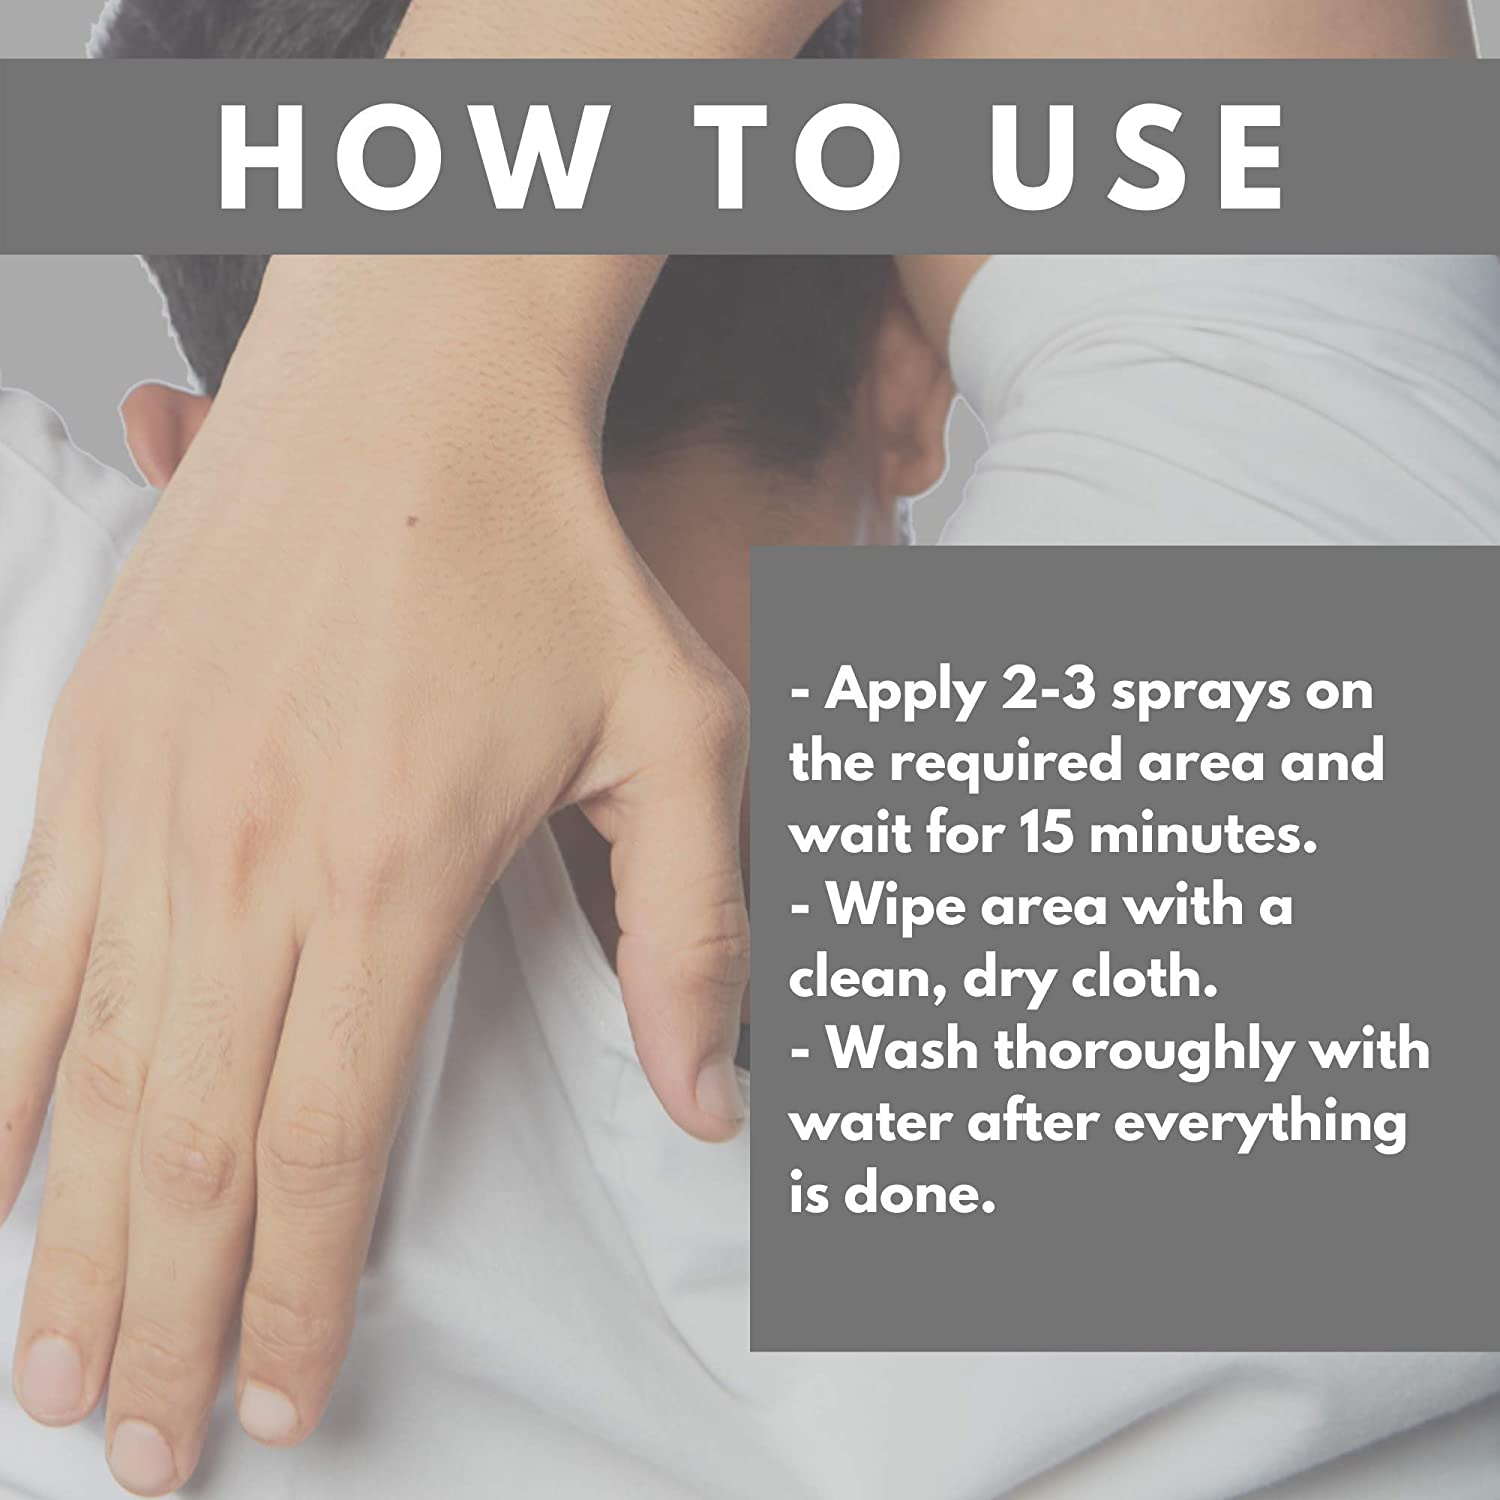 HOW TO USE
- Apply 2-3 sprays on
the required area and
wait for 15 minutes.
- Wipe area with a
clean, dry cloth.
- Wash thoroughly with
water after everything
is done.